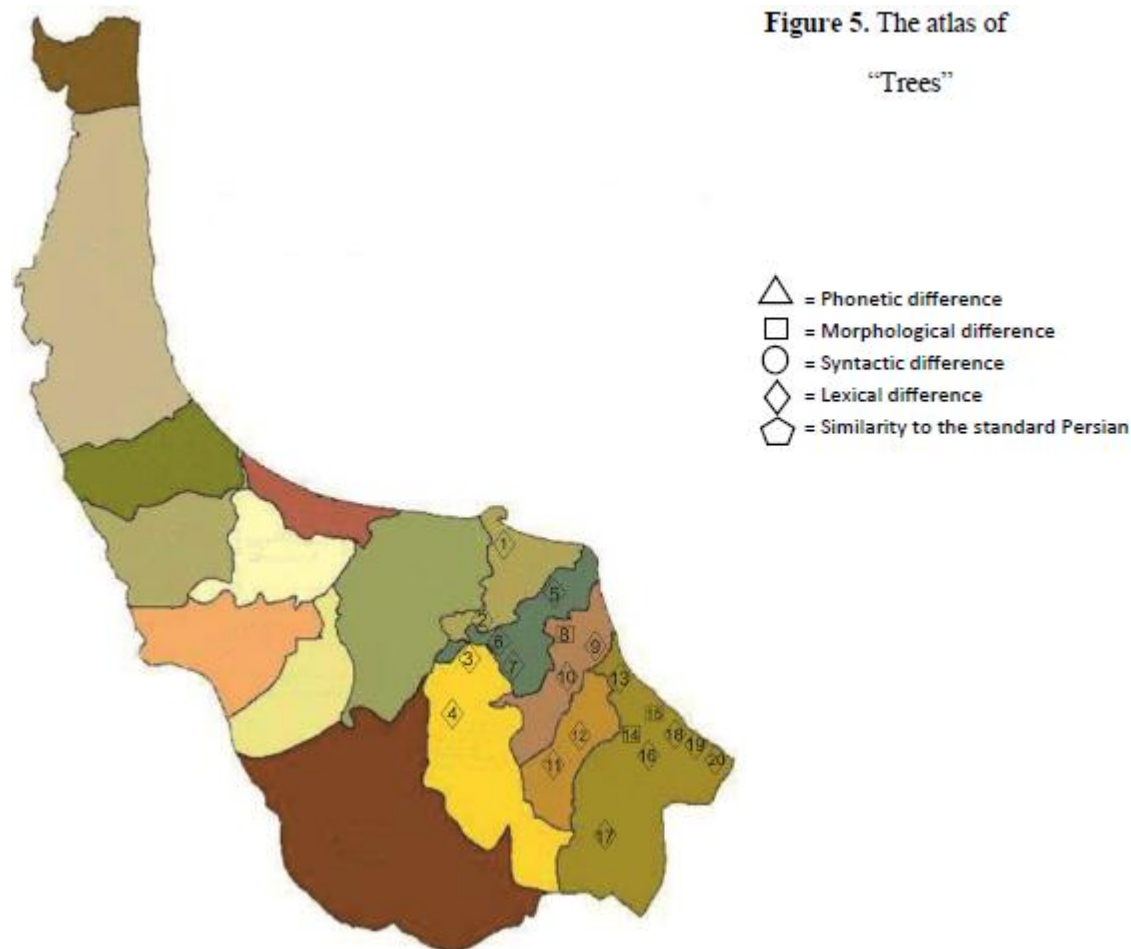 Figure 5. The atlas of
“Trees”
= Phonetic difference
= Morphological difference
= Syntactic difference
= Lexical difference
= Similarity to the standard Persian
1
2
5
8
6
3
7
9
10
13
4
15
12
14
18
19
11
16
20
17